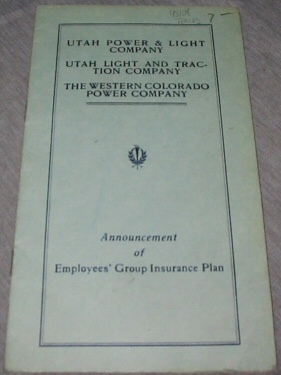 7 —
UTAH POWER & LIGHT
COMPANY
UTAH LIGHT AND TRAC-
TION COMPANY
THE WESTERN COLORADO
POWER COMPANY
Announcement
of
Employees' Group Insurance Plan